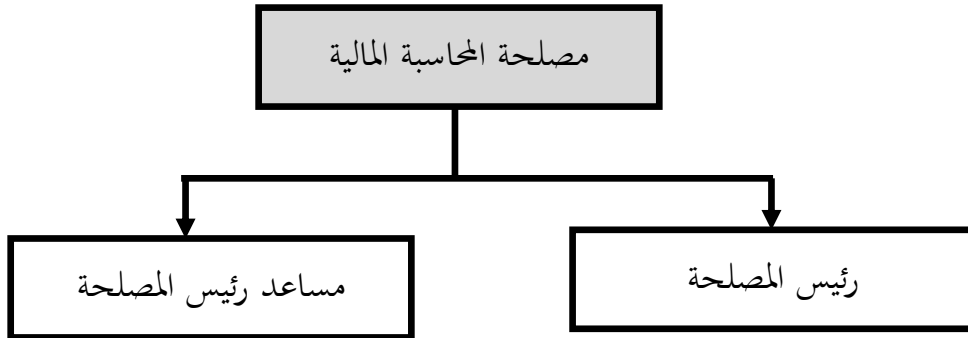 مصلحة المحاسبة المالية
رئيس المصلحة
مساعد رئيس المصلحة